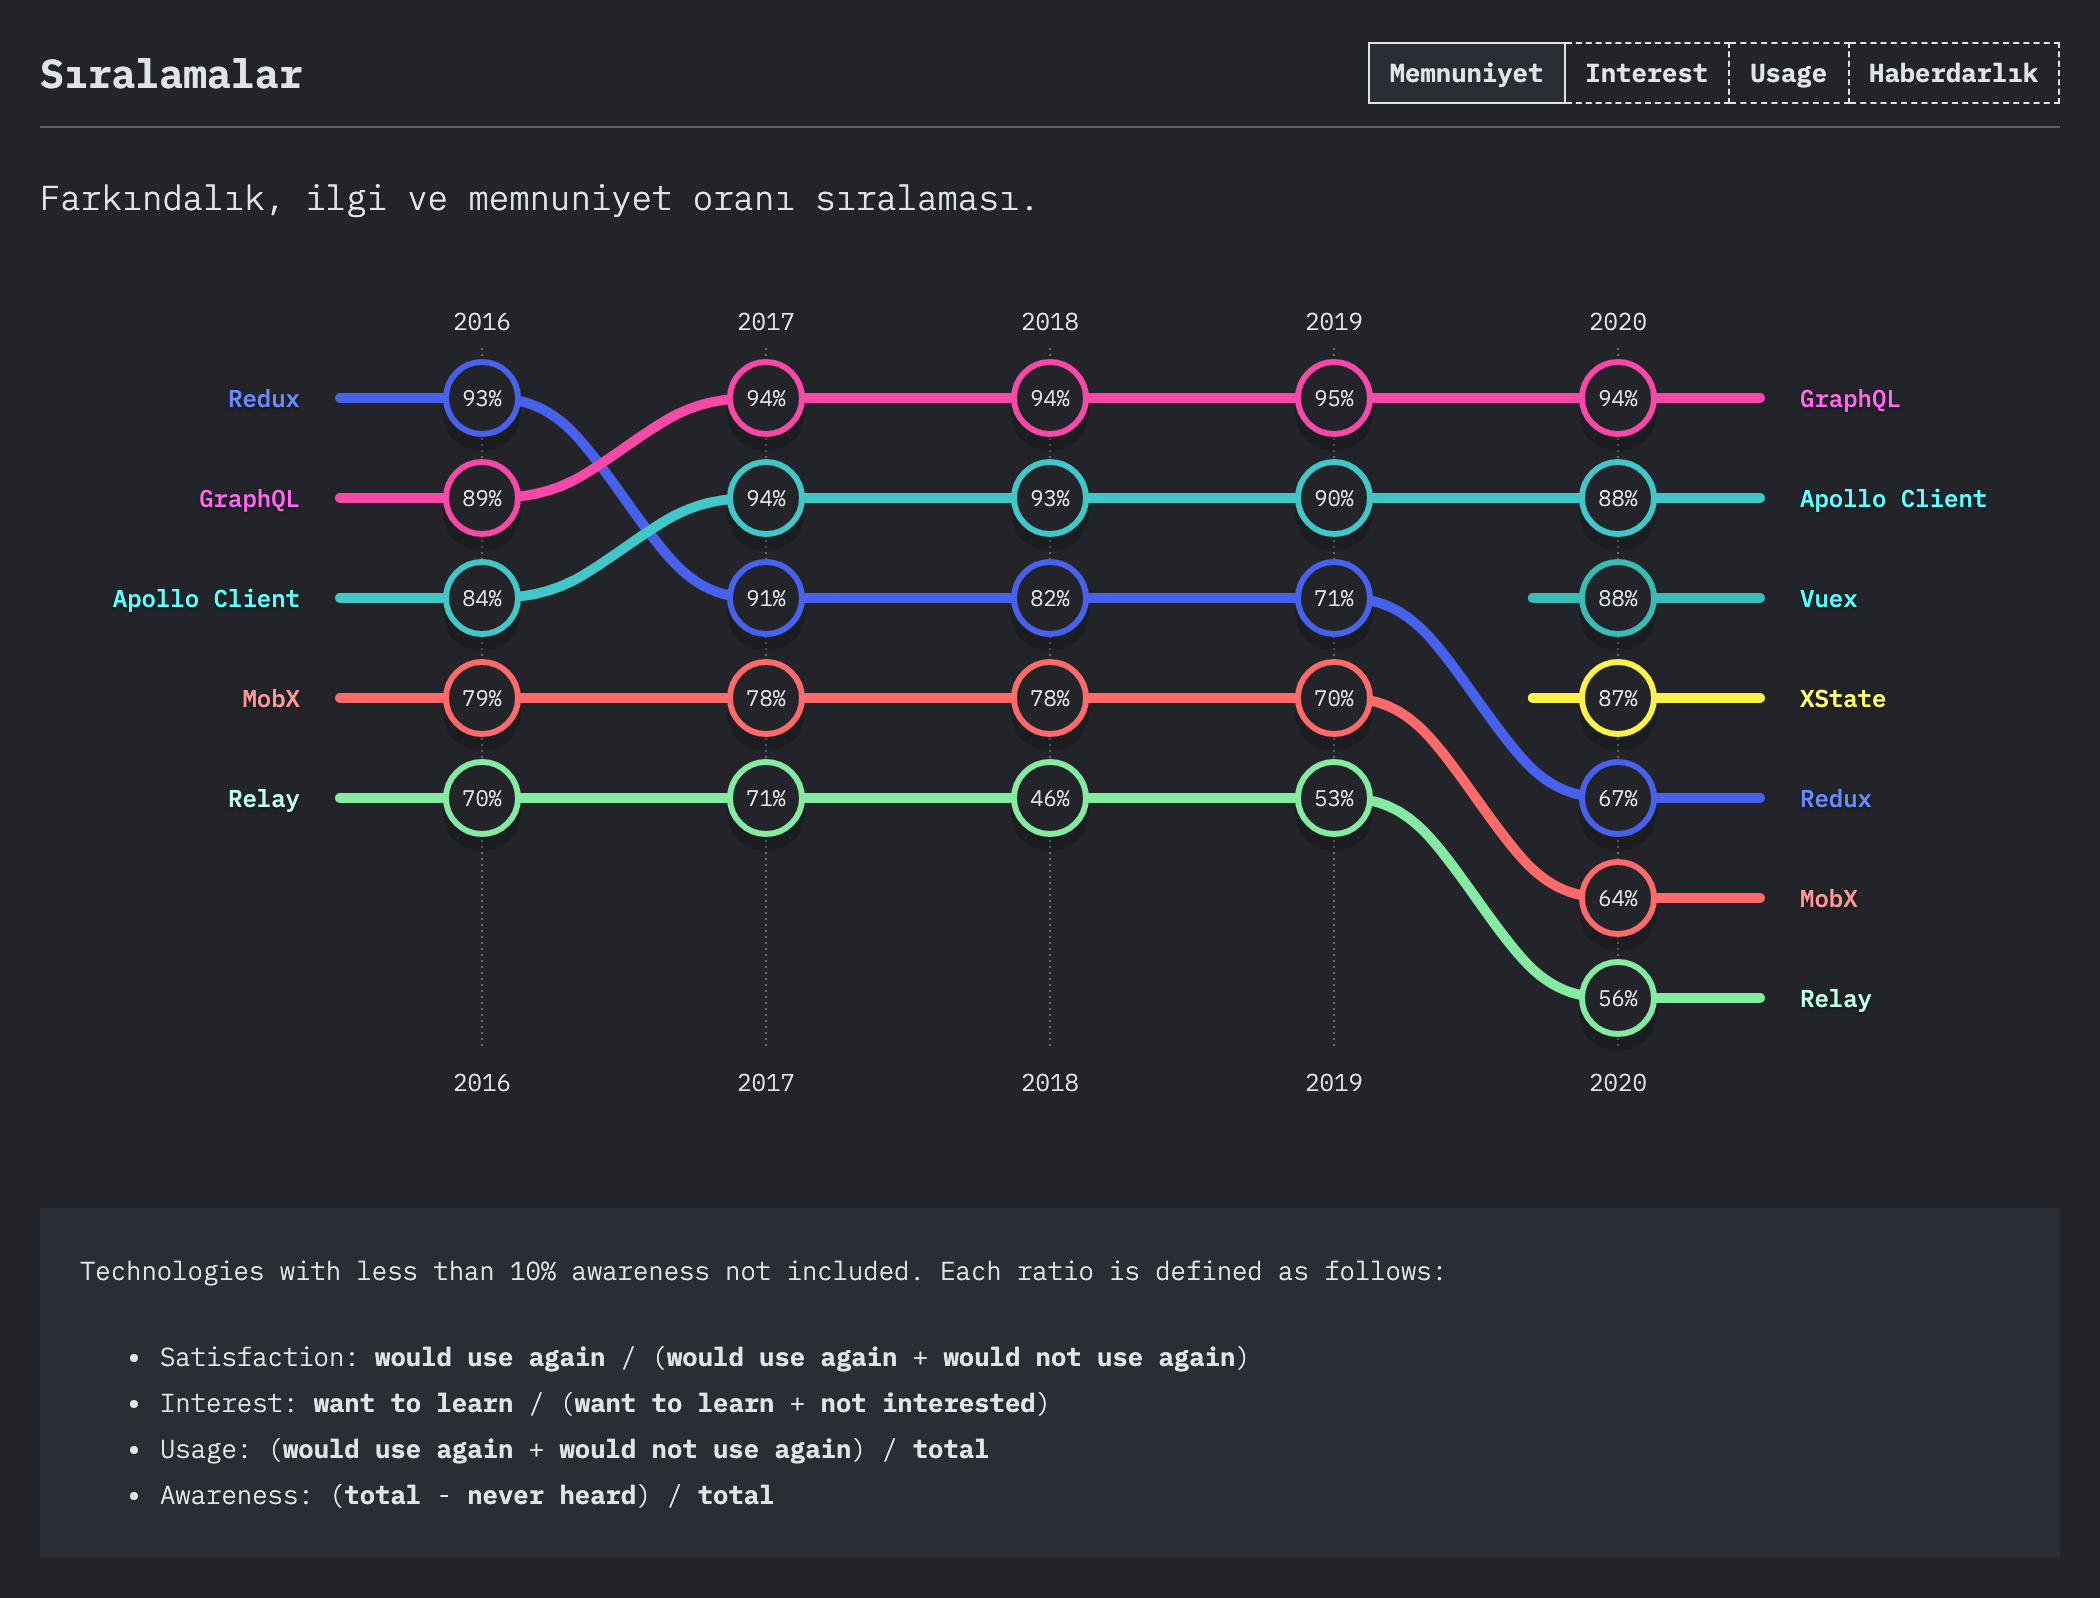 Sıralamalar
Memnuniyet Interest Usage Haberdarlık
Farkındalık, ilgi ve memnuniyet oranı sıralaması.
2016 2017 2018 2019 2020
Redux 93% 94% 94% 95% 94% GraphQL
GraphQL 89% 94% 93% 90% 88% Apollo Client
Apollo Client 84% 91% 82% 71% 88% Vuex
MobX 79% 78% 78% 70% 87% XState
Relay 70% 71% 46% 53% 67% Redux
64% MobX
56% Relay
2016 2017 2018 2019 2020
Technologies with less than 10% awareness not included. Each ratio is defined as follows:
• Satisfaction: would use again / (would use again + would not use again)
• Interest: want to learn / (want to learn + not interested)
• Usage: (would use again + would not use again) / total
• Awareness: (total - never heard) / total